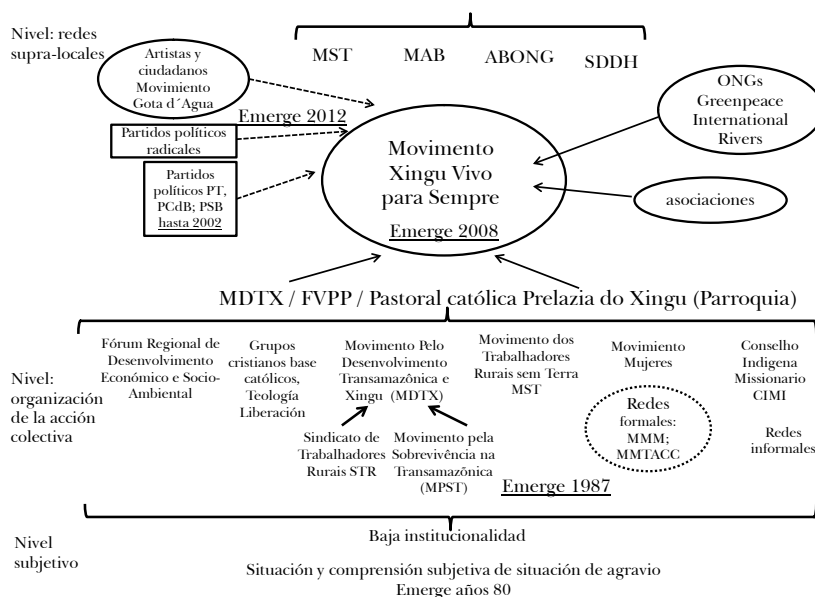 Nivel: redes
supra-locales
MST
MAB
ABONG
SDDH
Artistas y
ciudadanos
Movimiento
Gota d´Agua
Emerge 2012
Partidos políticos
radicales
Partidos
políticos PT,
PCdB; PSB
hasta 2002
Movimento
Xingu Vivo
para Sempre
Emerge 2008
ONGs
Greenpeace
International
Rivers
asociaciones
MDTX / FVPP / Pastoral católica Prelazia do Xingu (Parroquia)
Nivel:
organización
de la acción
colectiva
Fórum Regional de
Desenvolvimento
Económico e Socio-
Ambiental
Grupos
cristianos base
católicos,
Teología
Liberación
Movimento Pelo
Desenvolvimento
Transamazônica e
Xingu (MDTX)
Movimento dos
Trabalhadores
Rurais sem Terra
MST
Movimiento
Mujeres
Conselho
Indigena
Missionario
CIMI
Redes
formales:
MMM;
MMTACC
Redes
informales
Sindicato de
Trabalhadores
Rurais STR
Movimento pela
Sobrevivência na
Transamazõnica
(MPST)
Emerge 1987
Nivel
subjetivo
Baja institucionalidad
Situación y comprensión subjetiva de situación de agravio
Emerge años 80